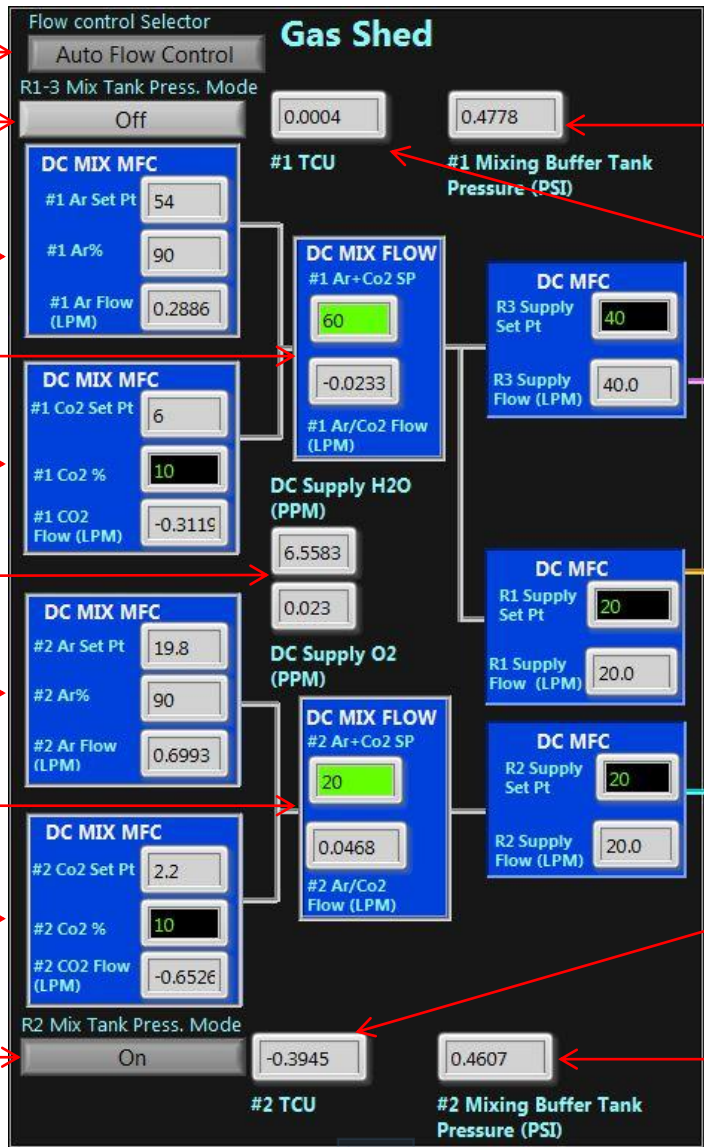 Flow control Selector
Auto Flow Control
Gas Shed
R1-3 Mix Tank Press. Mode
Off
0.0004
#1 TCU
0.4778
#1 Mixing Buffer Tank
Pressure (PSI)
DC MIX MFC
#1 Ar Set Pt
54
#1 Ar%
90
#1 Ar Flow
(LPM)
0.2886
DC MIX FLOW
#1 Ar+Co2 SP
60
-0.0233
#1 Ar/Co2 Flow
(LPM)
DC MFC
R3 Supply
Set Pt
40
R3 Supply
Flow (LPM)
40.0
DC MIX MFC
#1 Co2 Set Pt
6
#1 Co2 %
10
#1 CO2
Flow (LPM)
-0.3119
DC Supply H2O
(PPM)
6.5583
0.023
DC Supply O2
(PPM)
DC MFC
R1 Supply
Set Pt
20
R1 Supply
Flow (LPM)
20.0
DC MIX MFC
#2 Ar Set Pt
19.8
#2 Ar%
90
#2 Ar Flow
(LPM)
0.6993
DC MIX FLOW
#2 Ar+Co2 SP
20
0.0468
#2 Ar/Co2
Flow (LPM)
DC MFC
R2 Supply
Set Pt
20
R2 Supply
Flow (LPM)
20.0
DC MIX MFC
#2 Co2 Set Pt
2.2
#2 Co2 %
10
#2 CO2 Flow
(LPM)
-0.6526
R2 Mix Tank Press. Mode
On
-0.3945
#2 TCU
0.4607
#2 Mixing Buffer Tank
Pressure (PSI)